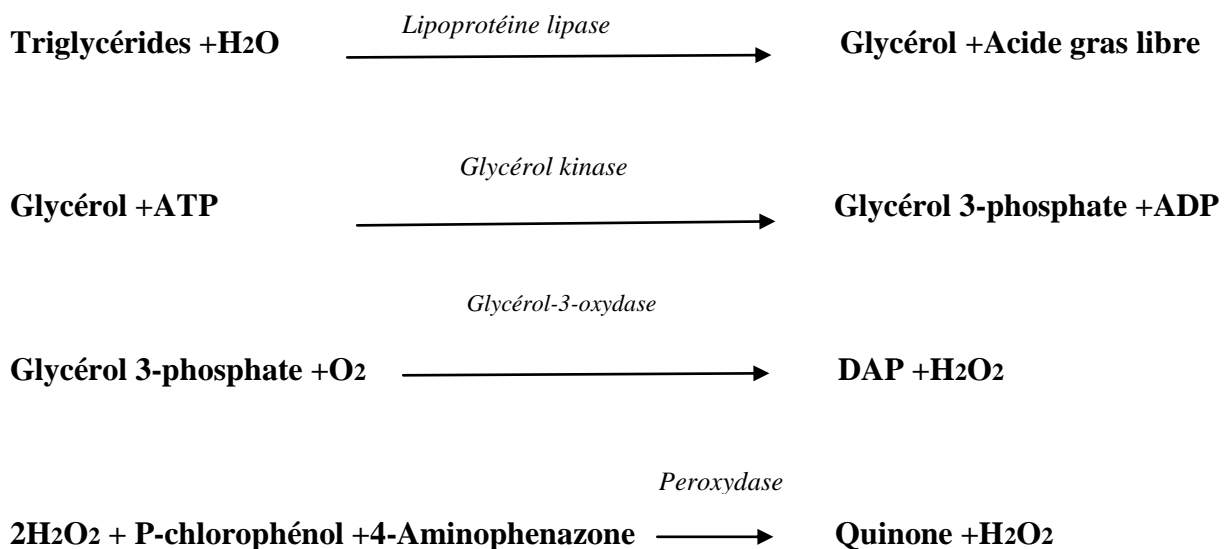 Lipoprotéine lipase
Triglycérides +H2O Glycérol +Acide gras libre
Glycérol kinase
Glycérol +ATP Glycérol 3-phosphate +ADP
Glycérol-3-oxydase
Glycérol 3-phosphate +O2 DAP +H2O2
Peroxydase
2H2O2 + P-chlorophénol +4-Aminophenazone Quinone +H2O2